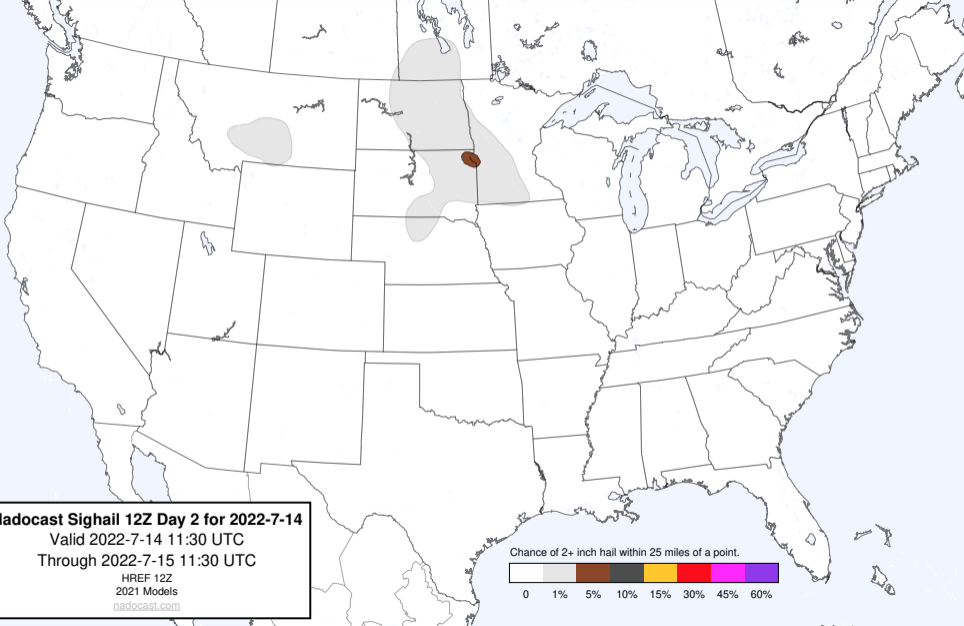 adocast Sighail 12Z Day 2 for 2022-7-14
Valid 2022-7-14 11:30 UTC
Through 2022-7-15 11:30 UTC
HREF 12Z
2021 Models
nadocast.com
Chance of 2+ inch hail within 25 miles of a point.
0 1% 5% 10% 15% 30% 45% 60%